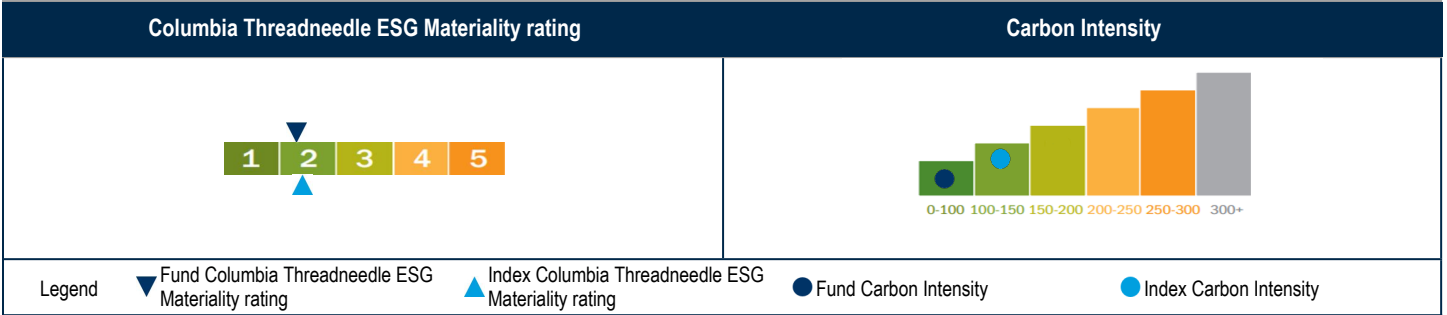 Columbia Threadneedle ESG Materiality rating
Carbon Intensity
1 2 3 4 5
0-100 100-150 150-200 200-250 250-300 300+
Legend
Fund Columbia Threadneedle ESG
Materiality rating
Index Columbia Threadneedle ESG
Materiality rating
Fund Carbon Intensity
Index Carbon Intensity